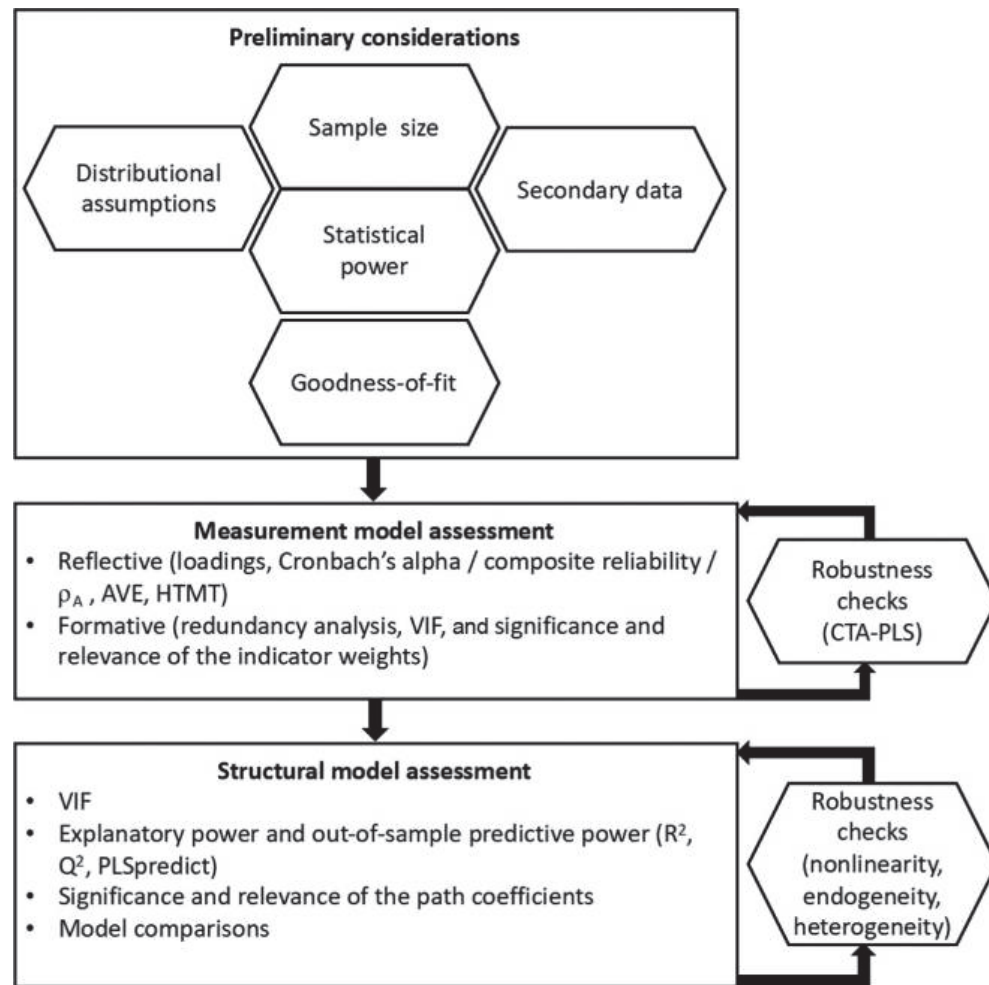 Preliminary considerations
Sample size
Distributional
assumptions
Secondary data
Statistical
power
Goodness-of-fit
Measurement model assessment
• Reflective (loadings, Cronbach’s alpha / composite reliability /
ρA , AVE, HTMT)
• Formative (redundancy analysis, VIF, and significance and
relevance of the indicator weights)
Robustness
checks
(CTA-PLS)
Structural model assessment
• VIF
• Explanatory power and out-of-sample predictive power (R²,
Q², PLSpredict)
• Significance and relevance of the path coefficients
• Model comparisons
Robustness
checks
(nonlinearity,
endogeneity,
heterogeneity)